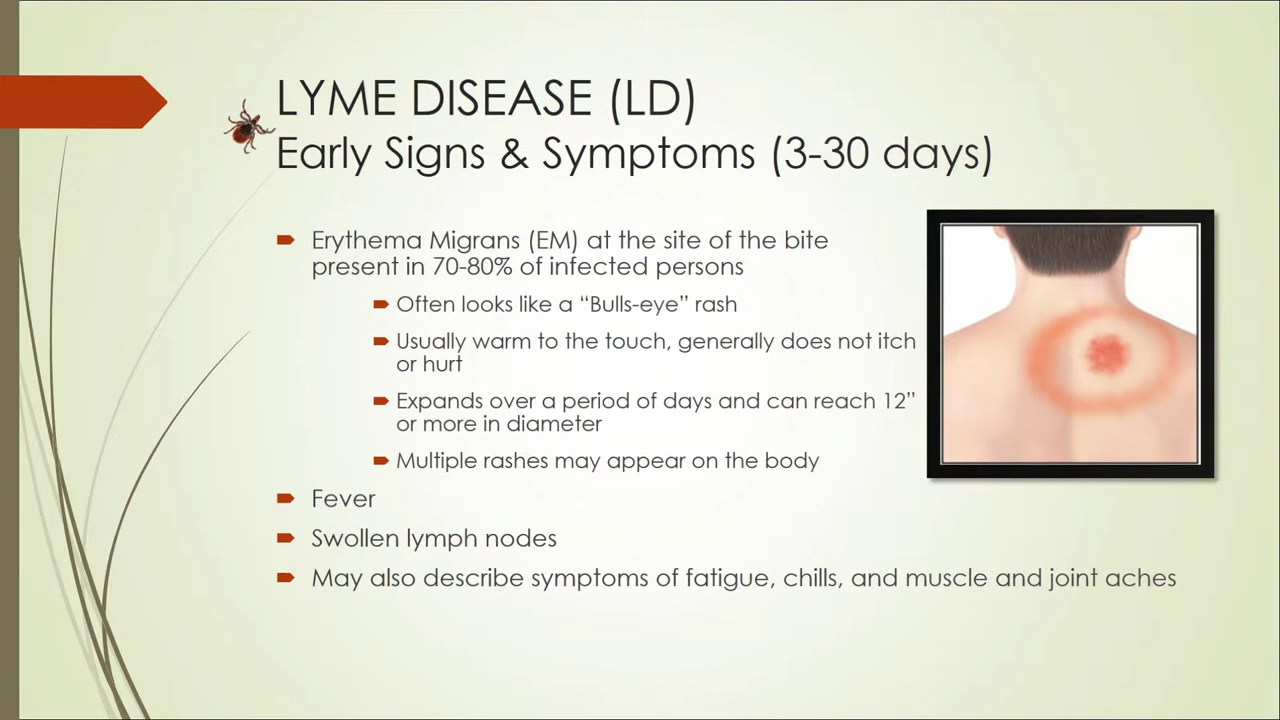 LYME DISEASE (LD)
Early Signs & Symptoms (3-30 days)
Erythema Migrans (EM) at the site of the bite
present in 70-80% of infected persons
Often looks like a “Bulls-eye” rash
Usually warm to the touch, generally does not itch
or hurt
Expands over a period of days and can reach 12”
or more in diameter
Multiple rashes may appear on the body
Fever
Swollen lymph nodes
May also describe symptoms of fatigue, chills, and muscle and joint aches